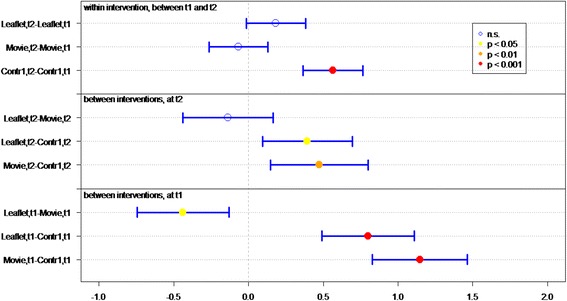 within intervention, between t1 and t2
Leaflet,t2-Leaflet,t1
Movie,t2-Movie,t1
Contr1,t2-Contr1,t1
n.s.
p < 0.05
p < 0.01
p < 0.001
between interventions, at t2
Leaflet,t2-Movie,t2
Leaflet,t2-Contr1,t2
Movie,t2-Contr1,t2
between interventions, at t1
Leaflet,t1-Movie,t1
Leaflet,t1-Contr1,t1
Movie,t1-Contr1,t1
-1.0 -0.5 0.0 0.5 1.0 1.5 2.0